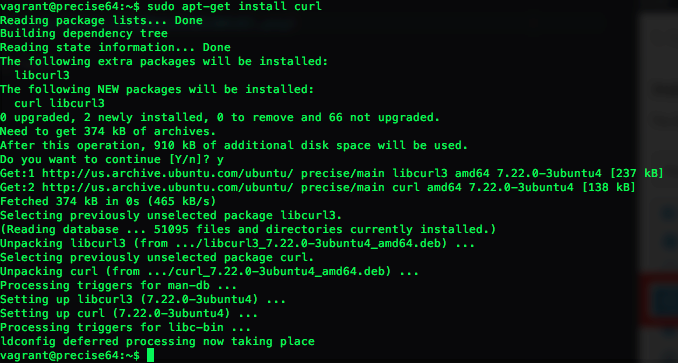 vagrant@precise64:~$ sudo apt-get install curl
Reading package lists... Done
Building dependency tree
Reading state information... Done
The following extra packages will be installed:
  libcurl3
The following NEW packages will be installed:
  curl libcurl3
0 upgraded, 2 newly installed, 0 to remove and 66 not upgraded.
Need to get 374 kB of archives.
After this operation, 910 kB of additional disk space will be used.
Do you want to continue [Y/n]? y
Get:1 http://us.archive.ubuntu.com/ubuntu/ precise/main libcurl3 amd64 7.22.0-3ubuntu4 [237 kB]
Get:2 http://us.archive.ubuntu.com/ubuntu/ precise/main curl amd64 7.22.0-3ubuntu4 [138 kB]
Fetched 374 kB in 0s (465 kB/s)
Selecting previously unselected package libcurl3.
(Reading database ... 51095 files and directories currently installed.)
Unpacking libcurl3 (from .../libcurl3_7.22.0-3ubuntu4_amd64.deb) ...
Selecting previously unselected package curl.
Unpacking curl (from .../curl_7.22.0-3ubuntu4_amd64.deb) ...
Processing triggers for man-db ...
Setting up libcurl3 (7.22.0-3ubuntu4) ...
Setting up curl (7.22.0-3ubuntu4) ...
Processing triggers for libc-bin ...
ldconfig deferred processing now taking place
vagrant@precise64:~$